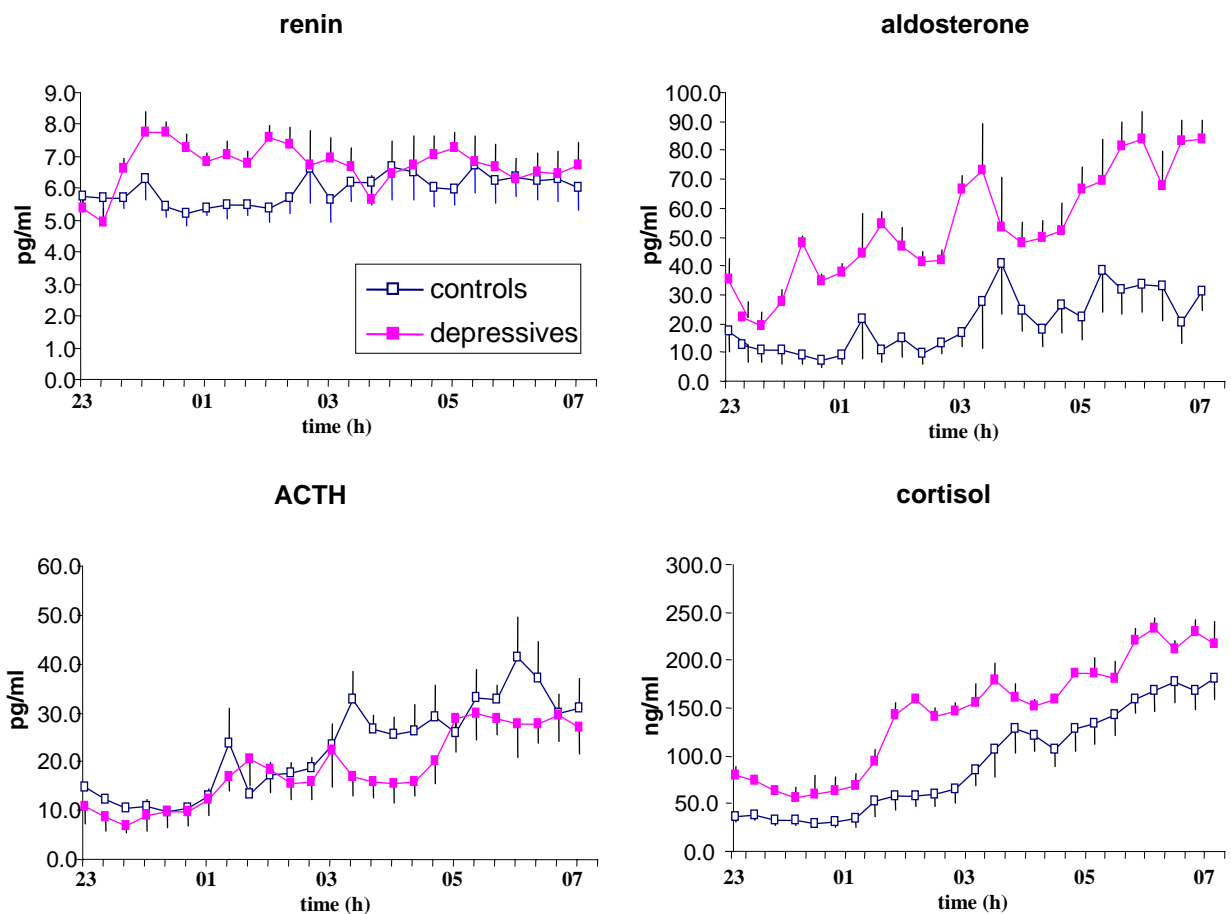 renin
pg/ml
9.0
8.0
7.0
6.0
5.0
4.0
3.0
2.0
1.0
0.0
controls
depressives
23 01 03 05 07
time (h)
aldosterone
pg/ml
100.0
90.0
80.0
70.0
60.0
50.0
40.0
30.0
20.0
10.0
0.0
23 01 03 05 07
time (h)
ACTH
pg/ml
60.0
50.0
40.0
30.0
20.0
10.0
0.0
23 01 03 05 07
time (h)
cortisol
ng/ml
300.0
250.0
200.0
150.0
100.0
50.0
0.0
23 01 03 05 07
time (h)